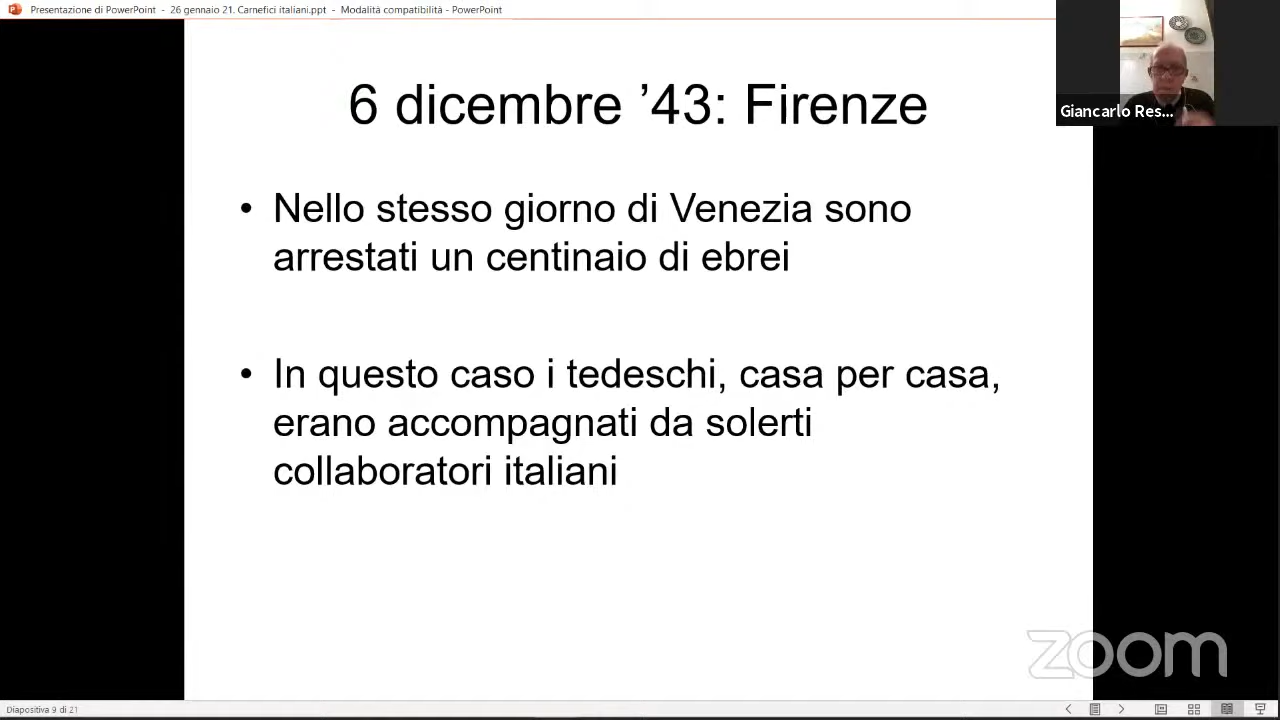 Presentazione di PowerPoint - 26 gennaio 21. Carnefici italiani.ppt - Modalità compatibilità - PowerPoint
Giancarlo Res...
6 dicembre ’43: Firenze
• Nello stesso giorno di Venezia sono
arrestati un centinaio di ebrei
• In questo caso i tedeschi, casa per casa,
erano accompagnati da solerti
collaboratori italiani
zoom
Diapositiva 9 di 21